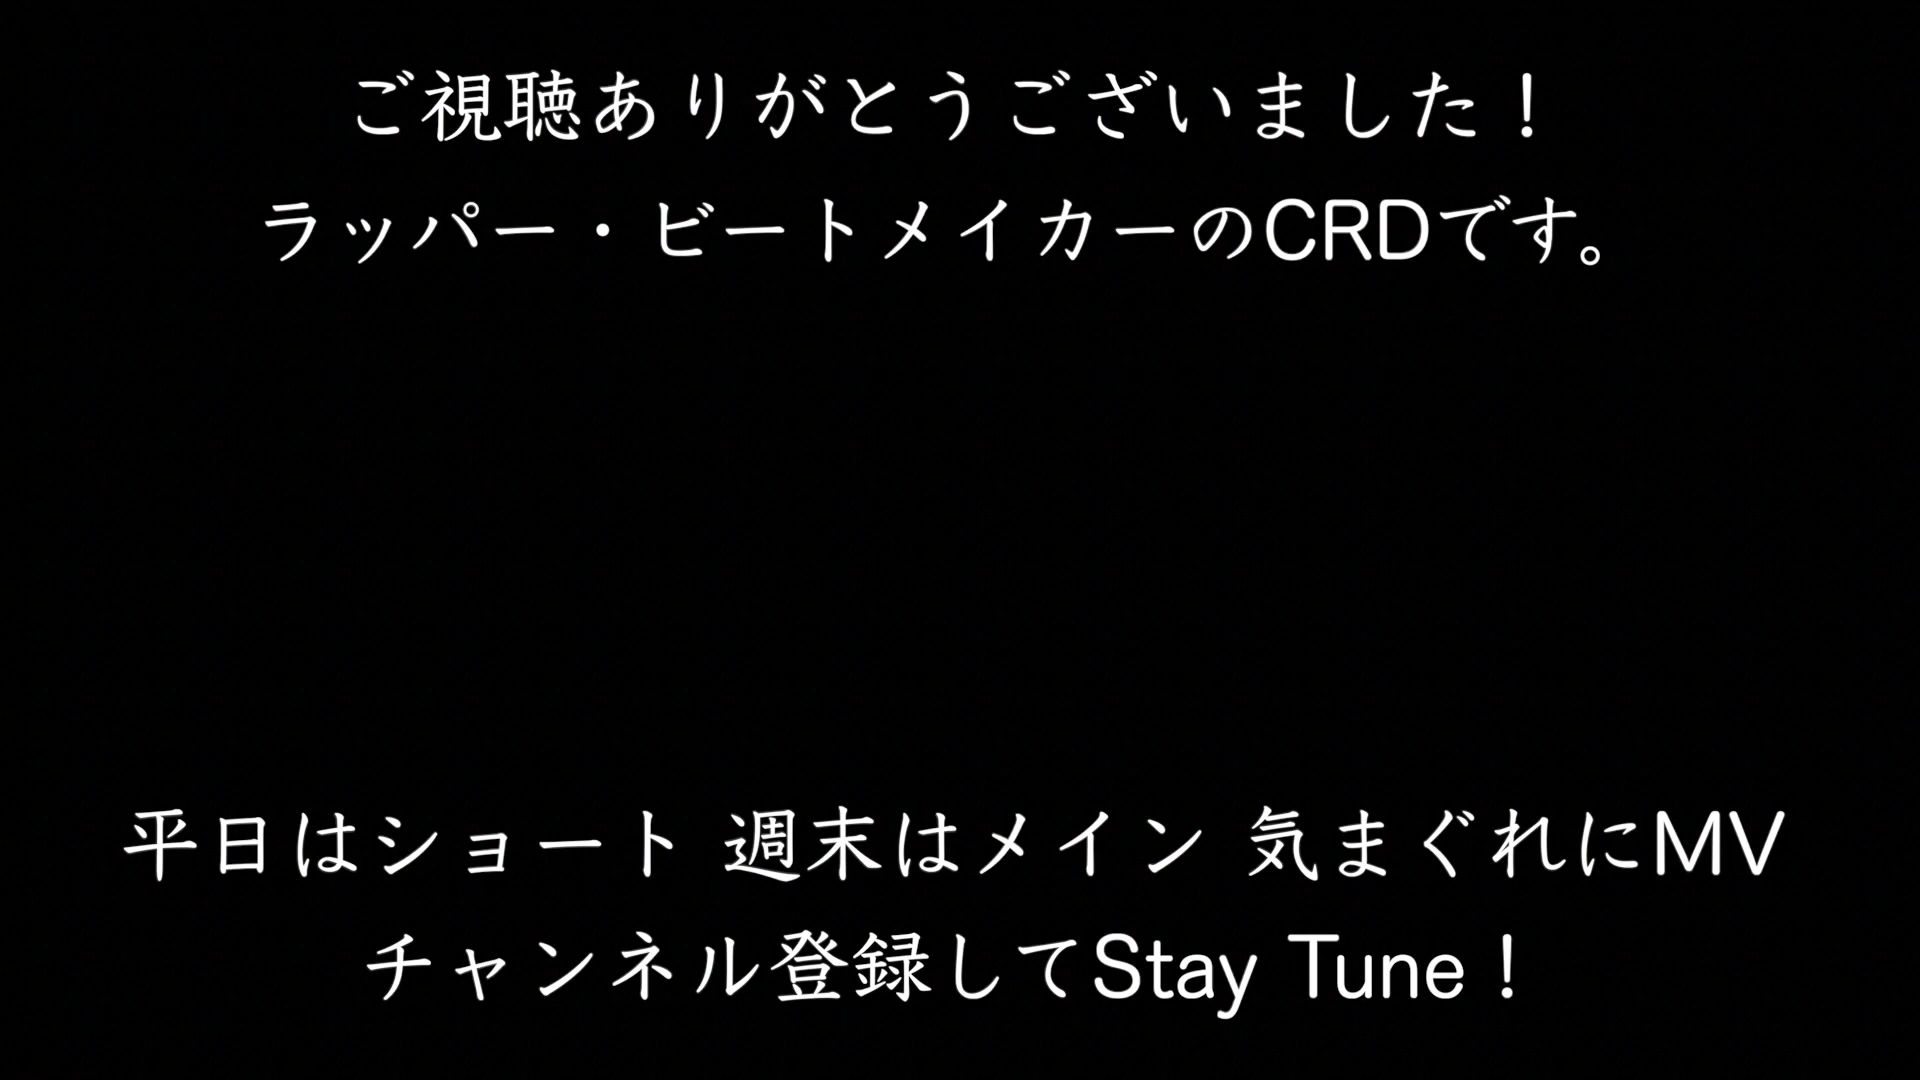 ご視聴ありがとうございました！
ラッパー・ビートメイカーのCRDです。
平日はショート 週末はメイン 気まぐれにMV
チャンネル登録してStay Tune！